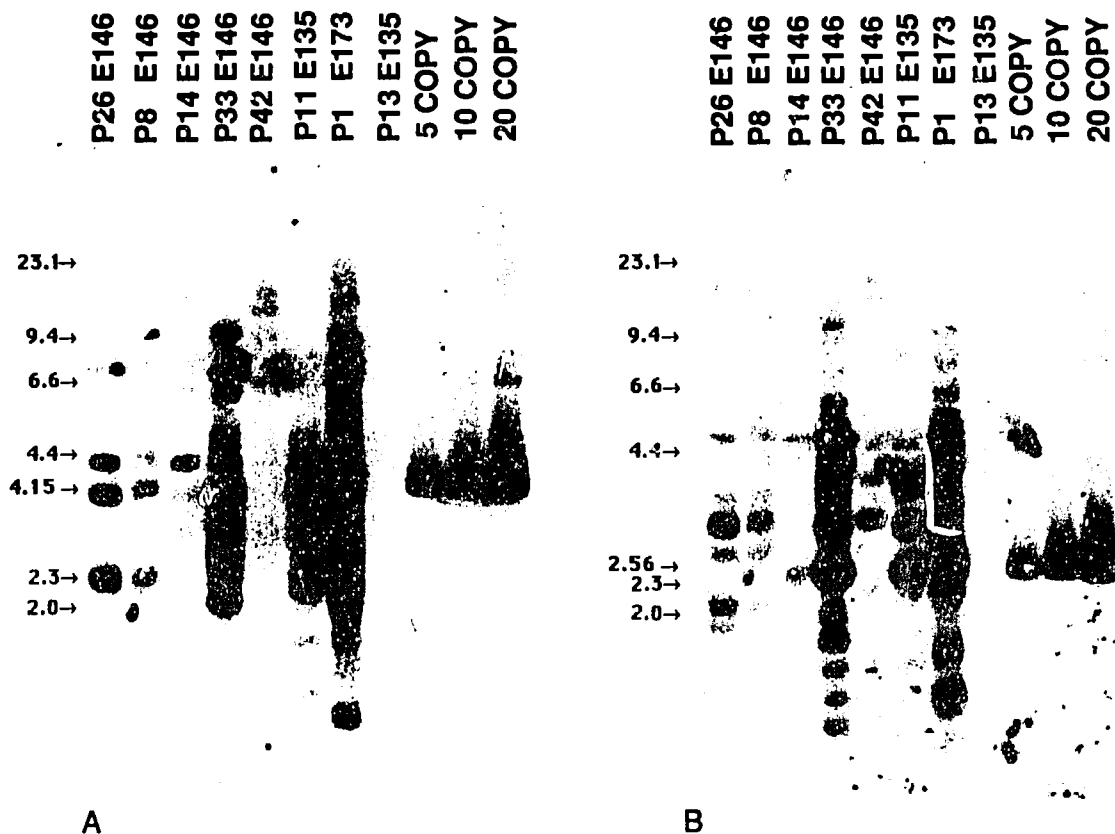 P26 E146
P8 E146
P14 E146
P33 E146
P42 E146
P11 E135
P1 E173
P13 E135
5 COPY
10 COPY
20 COPY
23.1→
9.4→
6.6→
4.4→
4.15→
2.3→
2.0→
A
P26 E146
P8 E146
P14 E146
P33 E146
P42 E146
P11 E135
P1 E173
P13 E135
5 COPY
10 COPY
20 COPY
23.1→
9.4→
6.6→
4.4→
2.56→
2.3→
2.0→
B